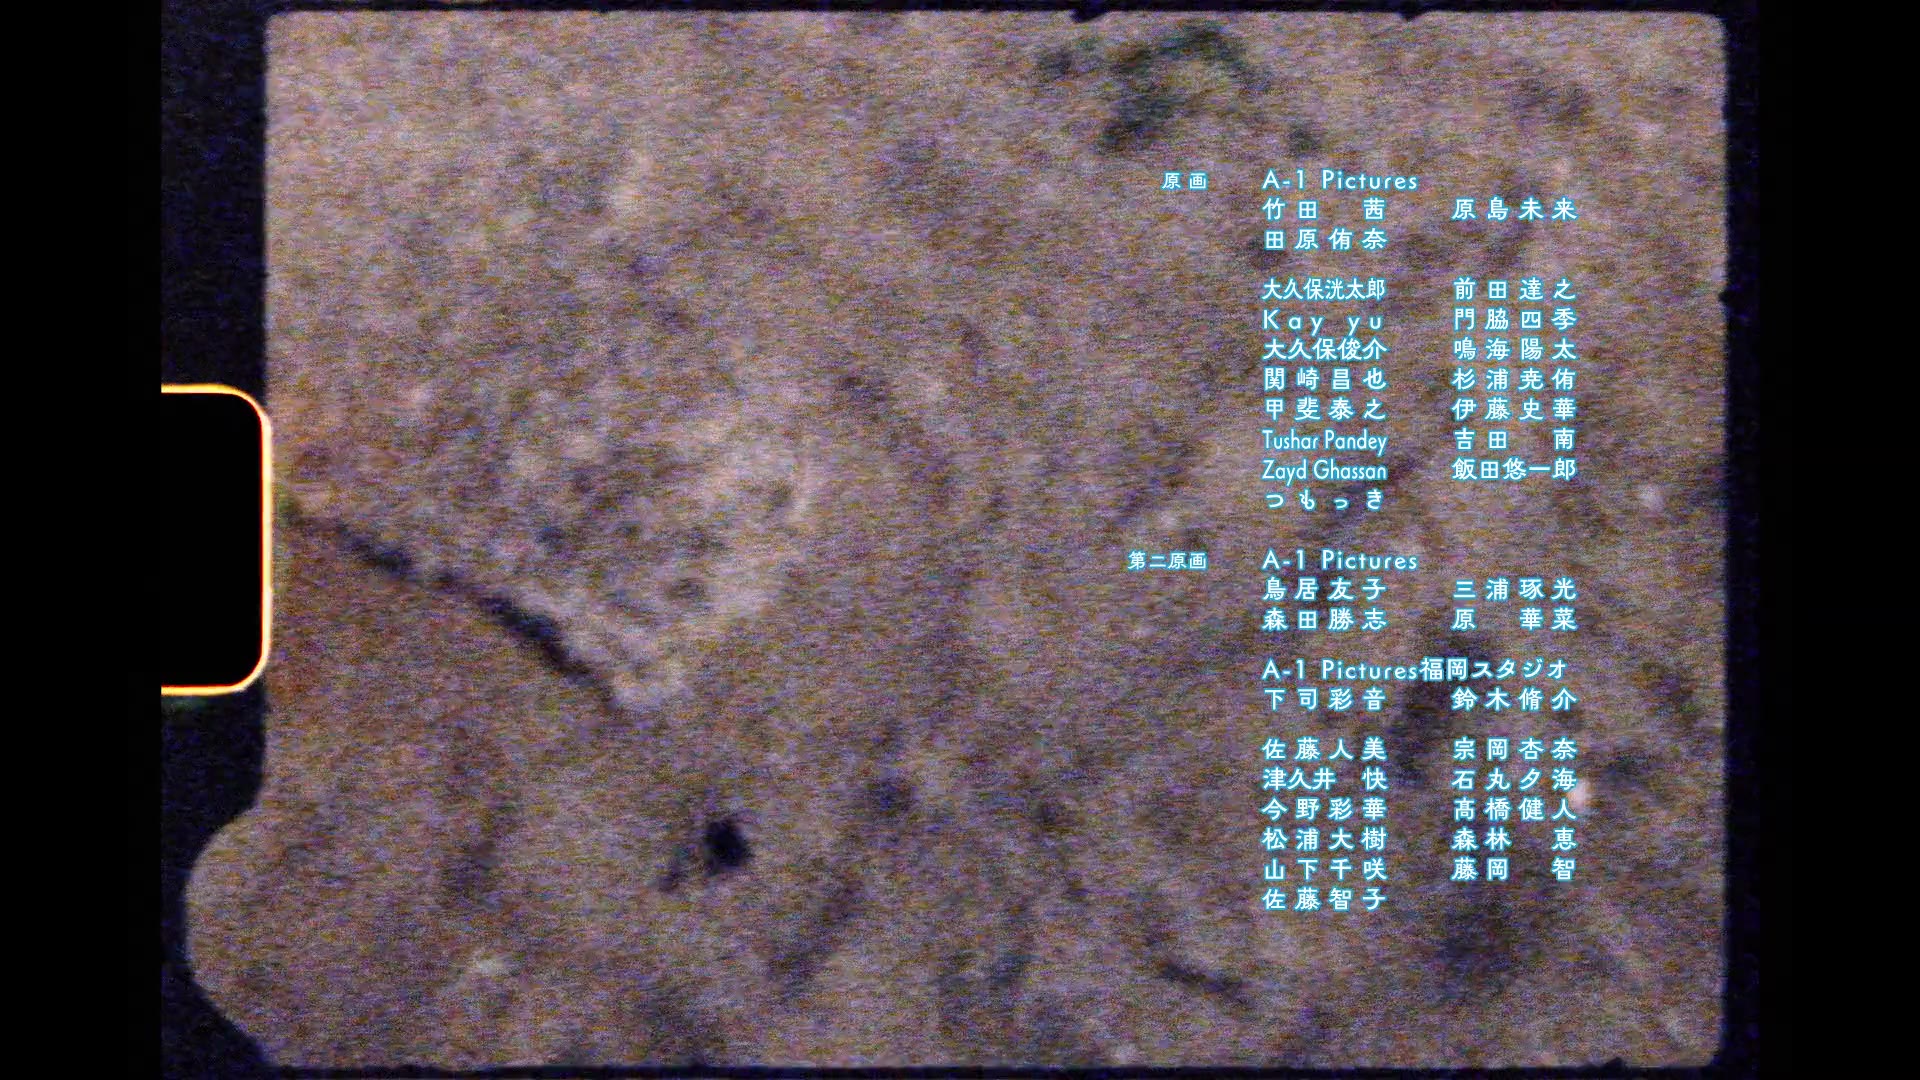 原画 A-1 Pictures
竹田 茜 原島未来
田原侑奈
大久保洸太郎 前田達之
Kay yu 門脇四季
大久保俊介 鳴海陽太
関崎昌也 杉浦尭侑
甲斐泰之 伊藤史華
Tushar Pandey 吉田 南
Zayd Ghassan 飯田悠一郎
つもっき
第二原画 A-1 Pictures
鳥居友子 三浦琢光
森田勝志 原 華菜
A-1 Pictures福岡スタジオ
下司彩音 鈴木脩介
佐藤人美 宗岡杏奈
津久井 快 石丸夕海
今野彩華 髙橋健人
松浦大樹 森林 恵
山下千咲 藤岡 智
佐藤智子